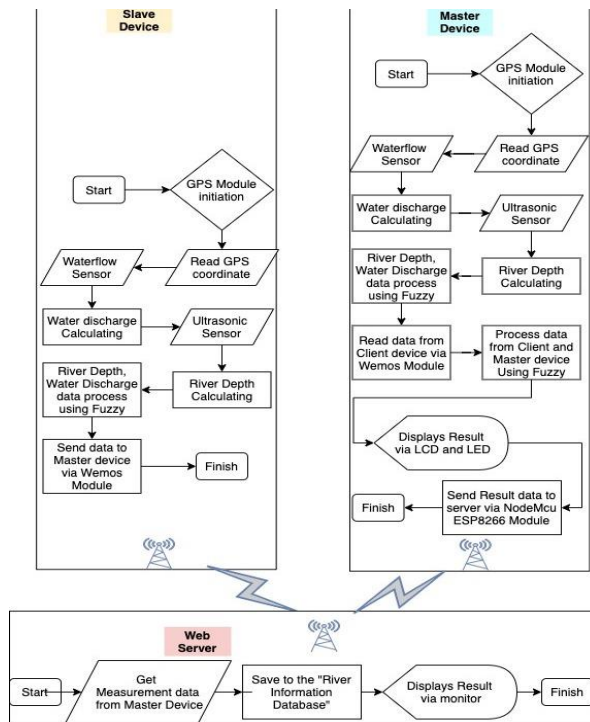 Slave
Device
Start
GPS Module
initiation
Read GPS
coordinate
Waterflow
Sensor
Water discharge
Calculating
Ultrasonic
Sensor
River Depth
Calculating
River Depth,
Water Discharge
data process
using Fuzzy
Send data to
Master device
via Wemos
Module
Finish
Master
Device
Start
GPS Module
initiation
Read GPS
coordinate
Waterflow
Sensor
Water discharge
Calculating
Ultrasonic
Sensor
River Depth
Calculating
River Depth,
Water Discharge
data process
using Fuzzy
Read data from
Client device via
Wemos Module
Process data
from Client and
Master device
Using Fuzzy
Displays Result
via LCD and LED
Send Result data to
server via NodeMcu
ESP8266 Module
Finish
Web
Server
Start
Get
Measurement data
from Master Device
Save to the "River
Information
Database"
Displays Result
via monitor
Finish